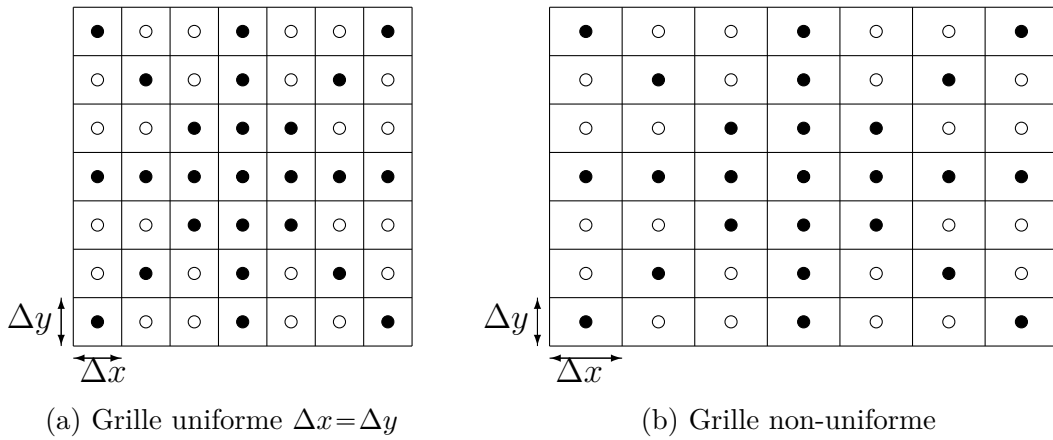 Δy
Δx
(a) Grille uniforme Δx=Δy
Δy
Δx
(b) Grille non-uniforme